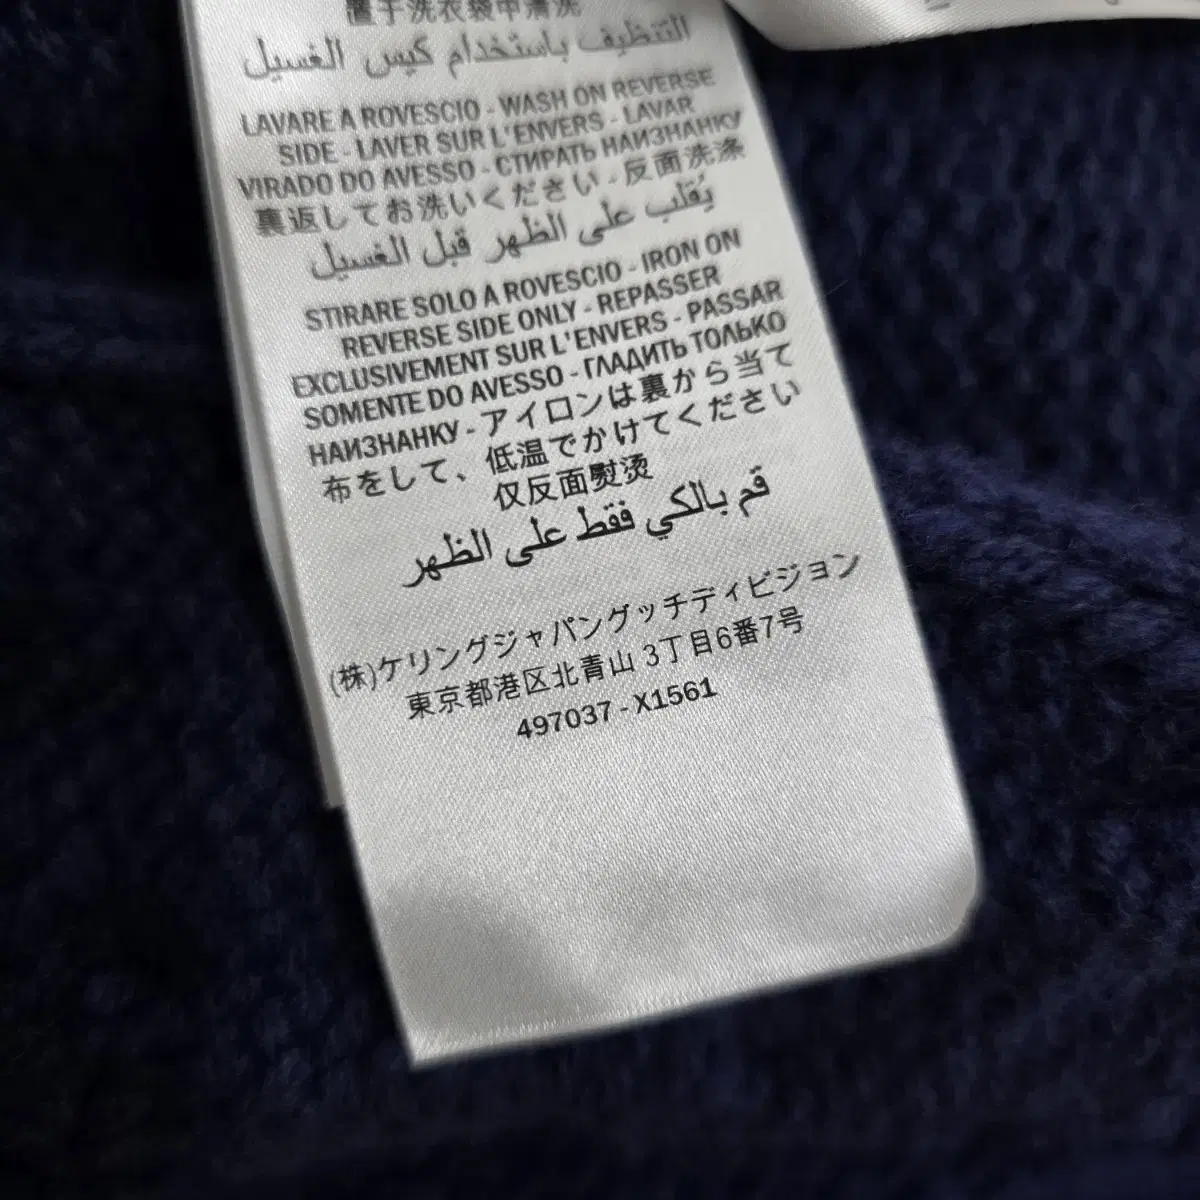 置于洗衣袋中清洗
التنظيف باستخدام كيس الغسيل
LAVARE A ROVESCIO - WASH ON REVERSE
SIDE - LAVER SUR L'ENVERS - LAVAR
VIRADO DO AVESSO - СТИРАТЬ НАИЗНАНКУ
裏返してお洗いください - 反面洗涤
يُقلب على الظهر قبل الغسيل
STIRARE SOLO A ROVESCIO - IRON ON
REVERSE SIDE ONLY - REPASSER
EXCLUSIVEMENT SUR L'ENVERS - PASSAR
SOMENTE DO AVESSO - ГЛАДИТЬ ТОЛЬКО
НАИЗНАНКУ - アイロンは裏から当て
布をして、低温でかけてください
仅反面熨烫
قم بالكي فقط على الظهر
(株)ケリングジャパングッチディビジョン
東京都港区北青山 3丁目6番7号
497037 - X1561